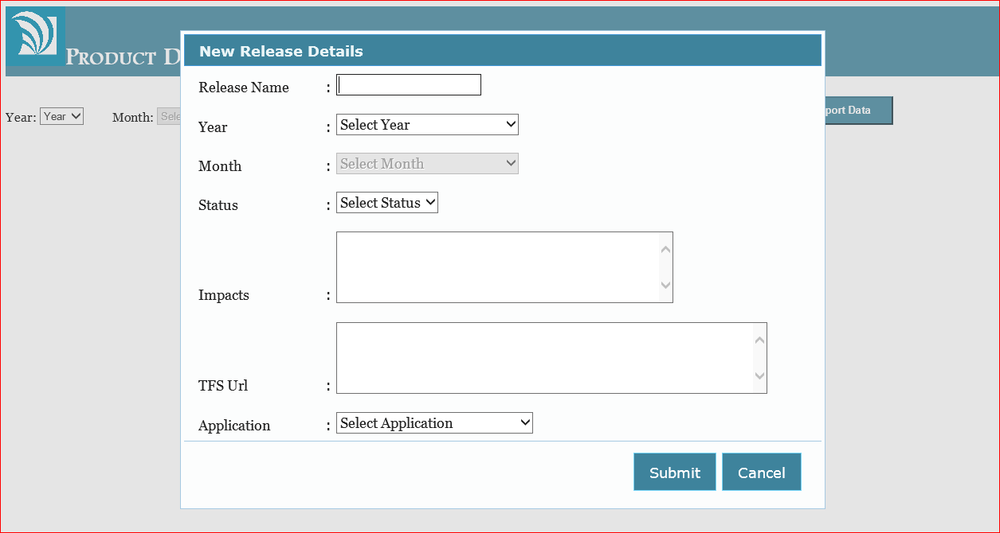 PRODUCT D
New Release Details
Year: Year
Month: Sele
port Data
Release Name :
Year : Select Year
Month : Select Month
Status : Select Status
Impacts :
TFS Url :
Application : Select Application
Submit Cancel